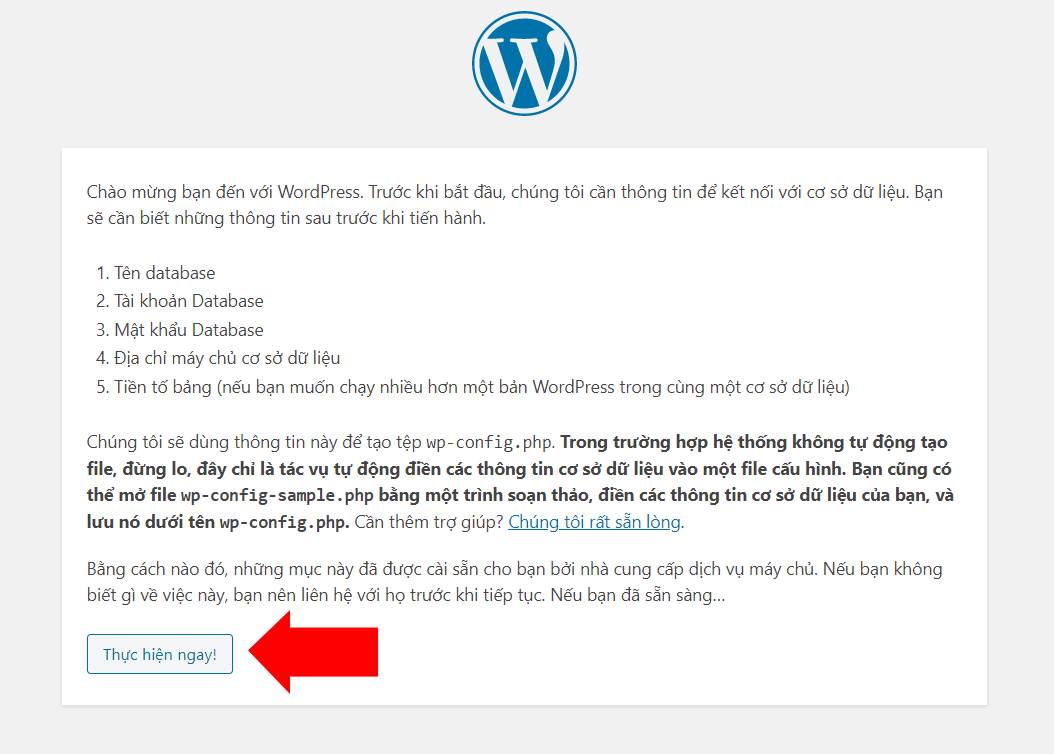 Chào mừng bạn đến với WordPress. Trước khi bắt đầu, chúng tôi cần thông tin để kết nối với cơ sở dữ liệu. Bạn
sẽ cần biết những thông tin sau trước khi tiến hành.
1. Tên database
2. Tài khoản Database
3. Mật khẩu Database
4. Địa chỉ máy chủ cơ sở dữ liệu
5. Tiền tố bảng (nếu bạn muốn chạy nhiều hơn một bản WordPress trong cùng một cơ sở dữ liệu)
Chúng tôi sẽ dùng thông tin này để tạo tệp wp-config.php. Trong trường hợp hệ thống không tự động tạo
file, đừng lo, đây chỉ là tác vụ tự động điền các thông tin cơ sở dữ liệu vào một file cấu hình. Bạn cũng có
thể mở file wp-config-sample.php bằng một trình soạn thảo, điền các thông tin cơ sở dữ liệu của bạn, và
lưu nó dưới tên wp-config.php. Cần thêm trợ giúp? Chúng tôi rất sẵn lòng.
Bằng cách nào đó, những mục này đã được cài sẵn cho bạn bởi nhà cung cấp dịch vụ máy chủ. Nếu bạn không
biết gì về việc này, bạn nên liên hệ với họ trước khi tiếp tục. Nếu bạn đã sẵn sàng...
Thực hiện ngay!